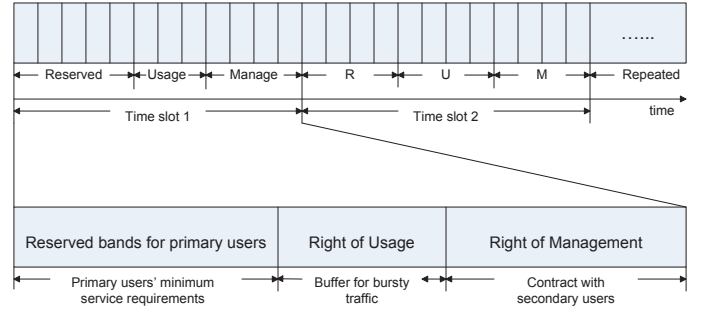 ......
Reserved Usage Manage R U M Repeated
time
Time slot 1 Time slot 2
Reserved bands for primary users Right of Usage Right of Management
Primary users’ minimum
service requirements
Buffer for bursty
traffic
Contract with
secondary users